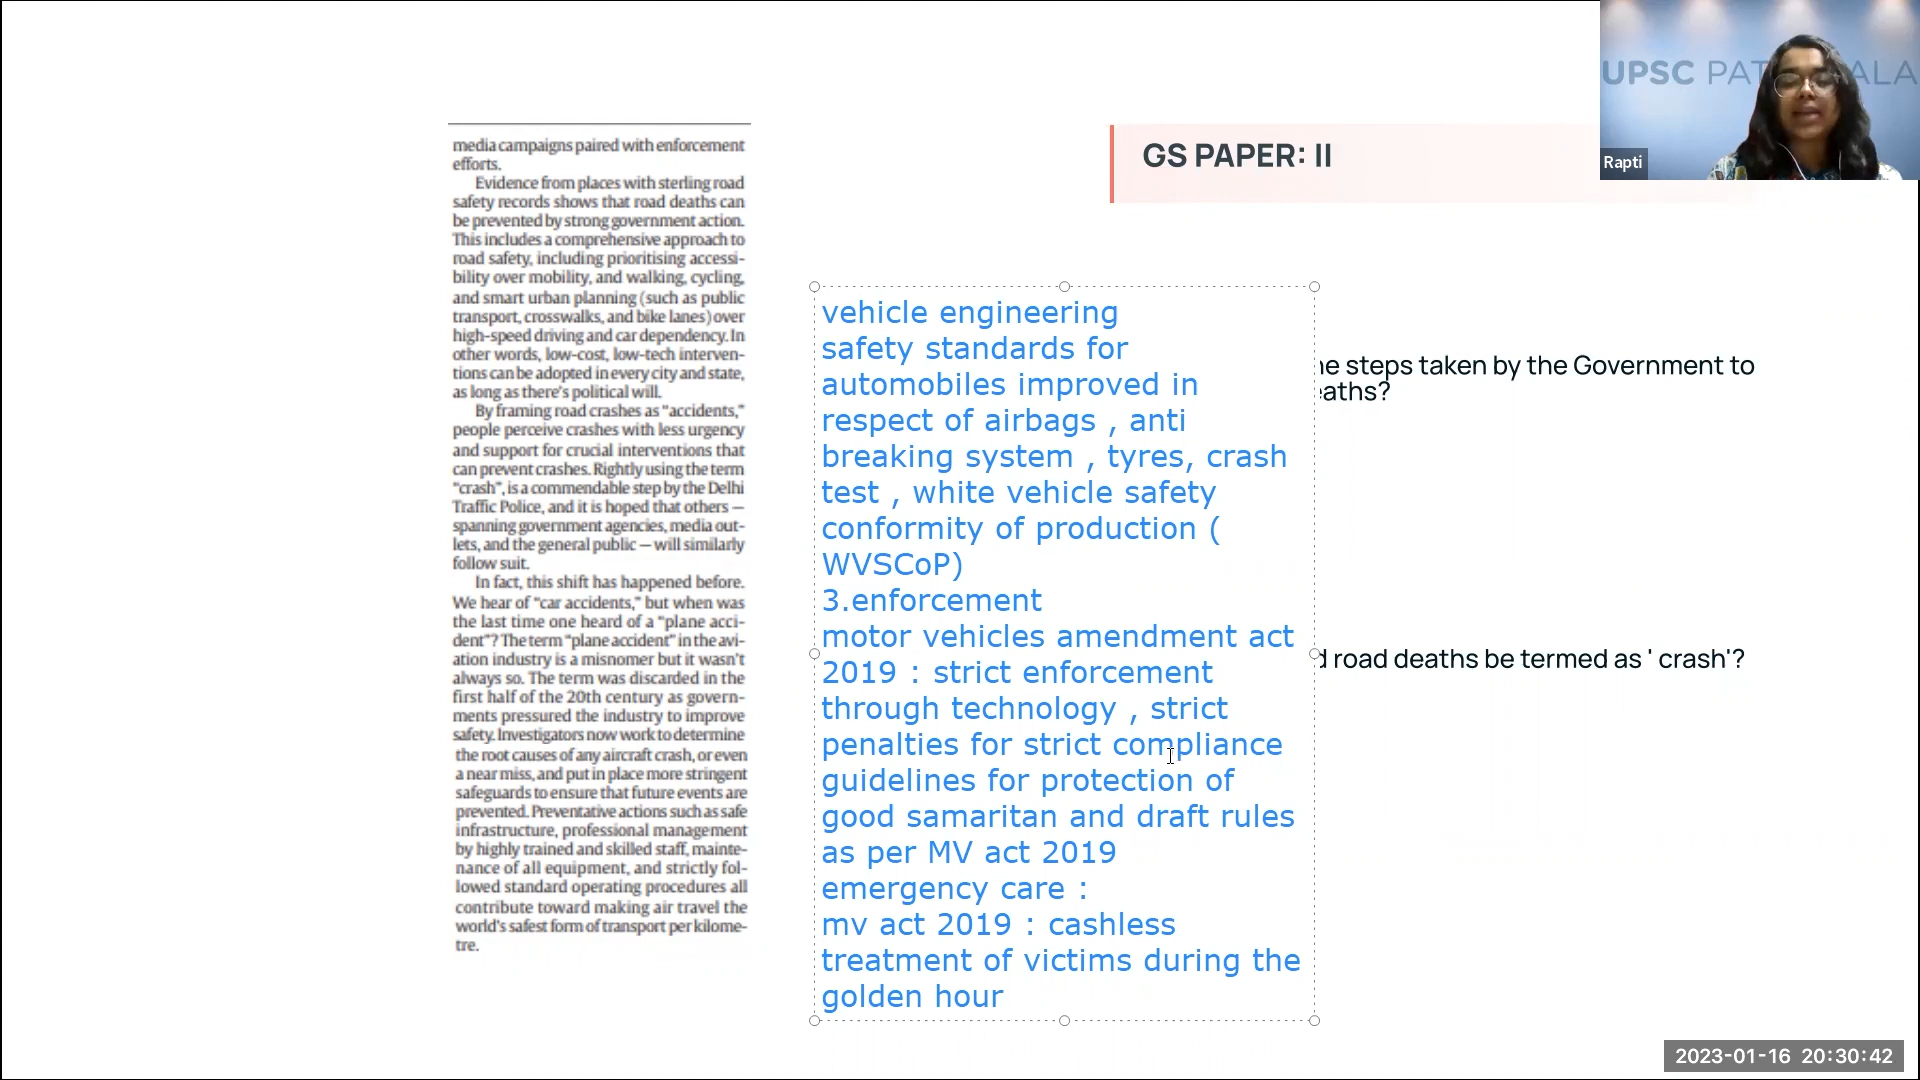 media campaigns paired with enforcement
efforts.
Evidence from places with sterling road
safety records shows that road deaths can
be prevented by strong government action.
This includes a comprehensive approach to
road safety, including prioritising accessi-
bility over mobility, and walking, cycling,
and smart urban planning (such as public
transport, crosswalks, and bike lanes) over
high-speed driving and car dependency. In
other words, low-cost, low-tech interven-
tions can be adopted in every city and state,
as long as there's political will.
By framing road crashes as "accidents,"
people perceive crashes with less urgency
and support for crucial interventions that
can prevent crashes. Rightly using the term
"crash", is a commendable step by the Delhi
Traffic Police, and it is hoped that others —
spanning government agencies, media out-
lets, and the general public — will similarly
follow suit.
In fact, this shift has happened before.
We hear of "car accidents," but when was
the last time one heard of a "plane acci-
dent"? The term "plane accident" in the avi-
ation industry is a misnomer but it wasn't
always so. The term was discarded in the
first half of the 20th century as govern-
ments pressured the industry to improve
safety. Investigators now work to determine
the root causes of any aircraft crash, or even
a near miss, and put in place more stringent
safeguards to ensure that future events are
prevented. Preventative actions such as safe
infrastructure, professional management
by highly trained and skilled staff, mainte-
nance of all equipment, and strictly fol-
lowed standard operating procedures all
contribute toward making air travel the
world's safest form of transport per kilome-
tre.
GS PAPER: II
vehicle engineering
safety standards for
automobiles improved in
respect of airbags , anti
breaking system , tyres, crash
test , white vehicle safety
conformity of production (
WVSCoP)
3.enforcement
motor vehicles amendment act
2019 : strict enforcement
through technology , strict
penalties for strict compliance
guidelines for protection of
good samaritan and draft rules
as per MV act 2019
emergency care :
mv act 2019 : cashless
treatment of victims during the
golden hour
he steps taken by the Government to
eaths?
d road deaths be termed as ' crash'?
UPSC PAT ALA
Rapti
2023-01-16 20:30:42